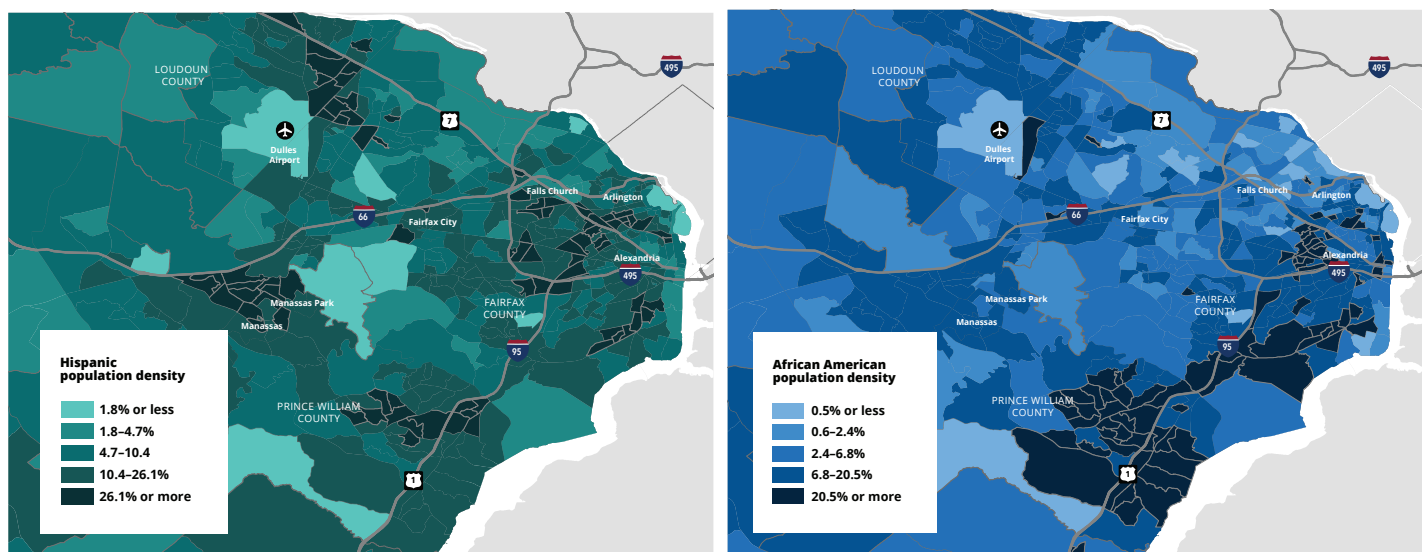 LOUDOUN
COUNTY
495
7
Dulles
Airport
Falls Church
Arlington
66
Fairfax City
Alexandria
495
Manassas Park
FAIRFAX
COUNTY
Manassas
95
PRINCE WILLIAM
COUNTY
1
Hispanic
population density
1.8% or less
1.8–4.7%
4.7–10.4
10.4–26.1%
26.1% or more
LOUDOUN
COUNTY
495
7
Dulles
Airport
Falls Church
Arlington
66
Fairfax City
Alexandria
495
Manassas Park
FAIRFAX
COUNTY
Manassas
95
PRINCE WILLIAM
COUNTY
1
African American
population density
0.5% or less
0.6–2.4%
2.4–6.8%
6.8–20.5%
20.5% or more